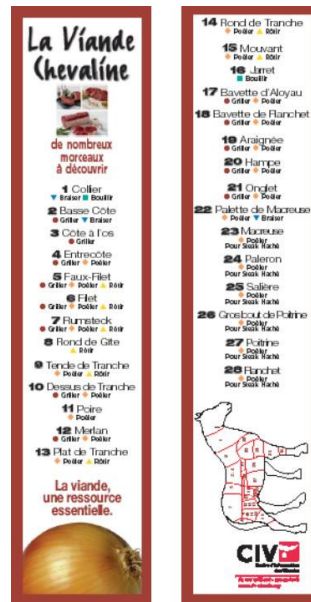 La Viande
Chevaline
de nombreux
morceaux
à découvrir
1 Collier
Braiser Bouillir
2 Basse Côte
Griller Braiser
3 Côte à l'os
Griller
4 Entrecôte
Griller Poêler
5 Faux-Filet
Griller Poêler Rôtir
6 Filet
Griller Poêler Rôtir
7 Rumsteck
Griller Poêler Rôtir
8 Rond de Gîte
Rôtir
9 Tende de Tranche
Poêler Rôtir
10 Dessus de Tranche
Griller Poêler
11 Poire
Poêler
12 Merlan
Griller Poêler
13 Plat de Tranche
Poêler Rôtir
La viande,
une ressource
essentielle.
14 Rond de Tranche
Poêler Rôtir
15 Mouvant
Poêler Rôtir
16 Jarret
Bouillir
17 Bavette d'Aloyau
Griller Poêler
18 Bavette de Flanchet
Griller Poêler
19 Araignée
Griller Poêler
20 Hampe
Griller Poêler
21 Onglet
Griller Poêler
22 Palette de Macreuse
Poêler Braiser
23 Macreuse
Poêler
Pour Steak Haché
24 Paleron
Poêler
Pour Steak Haché
25 Salière
Poêler
Pour Steak Haché
26 Gros bout de Poitrine
Poêler
Pour Steak Haché
27 Poitrine
Poêler
Pour Steak Haché
28 Flanchet
Poêler
Pour Steak Haché
CIV
Centre d'Information
des Viandes